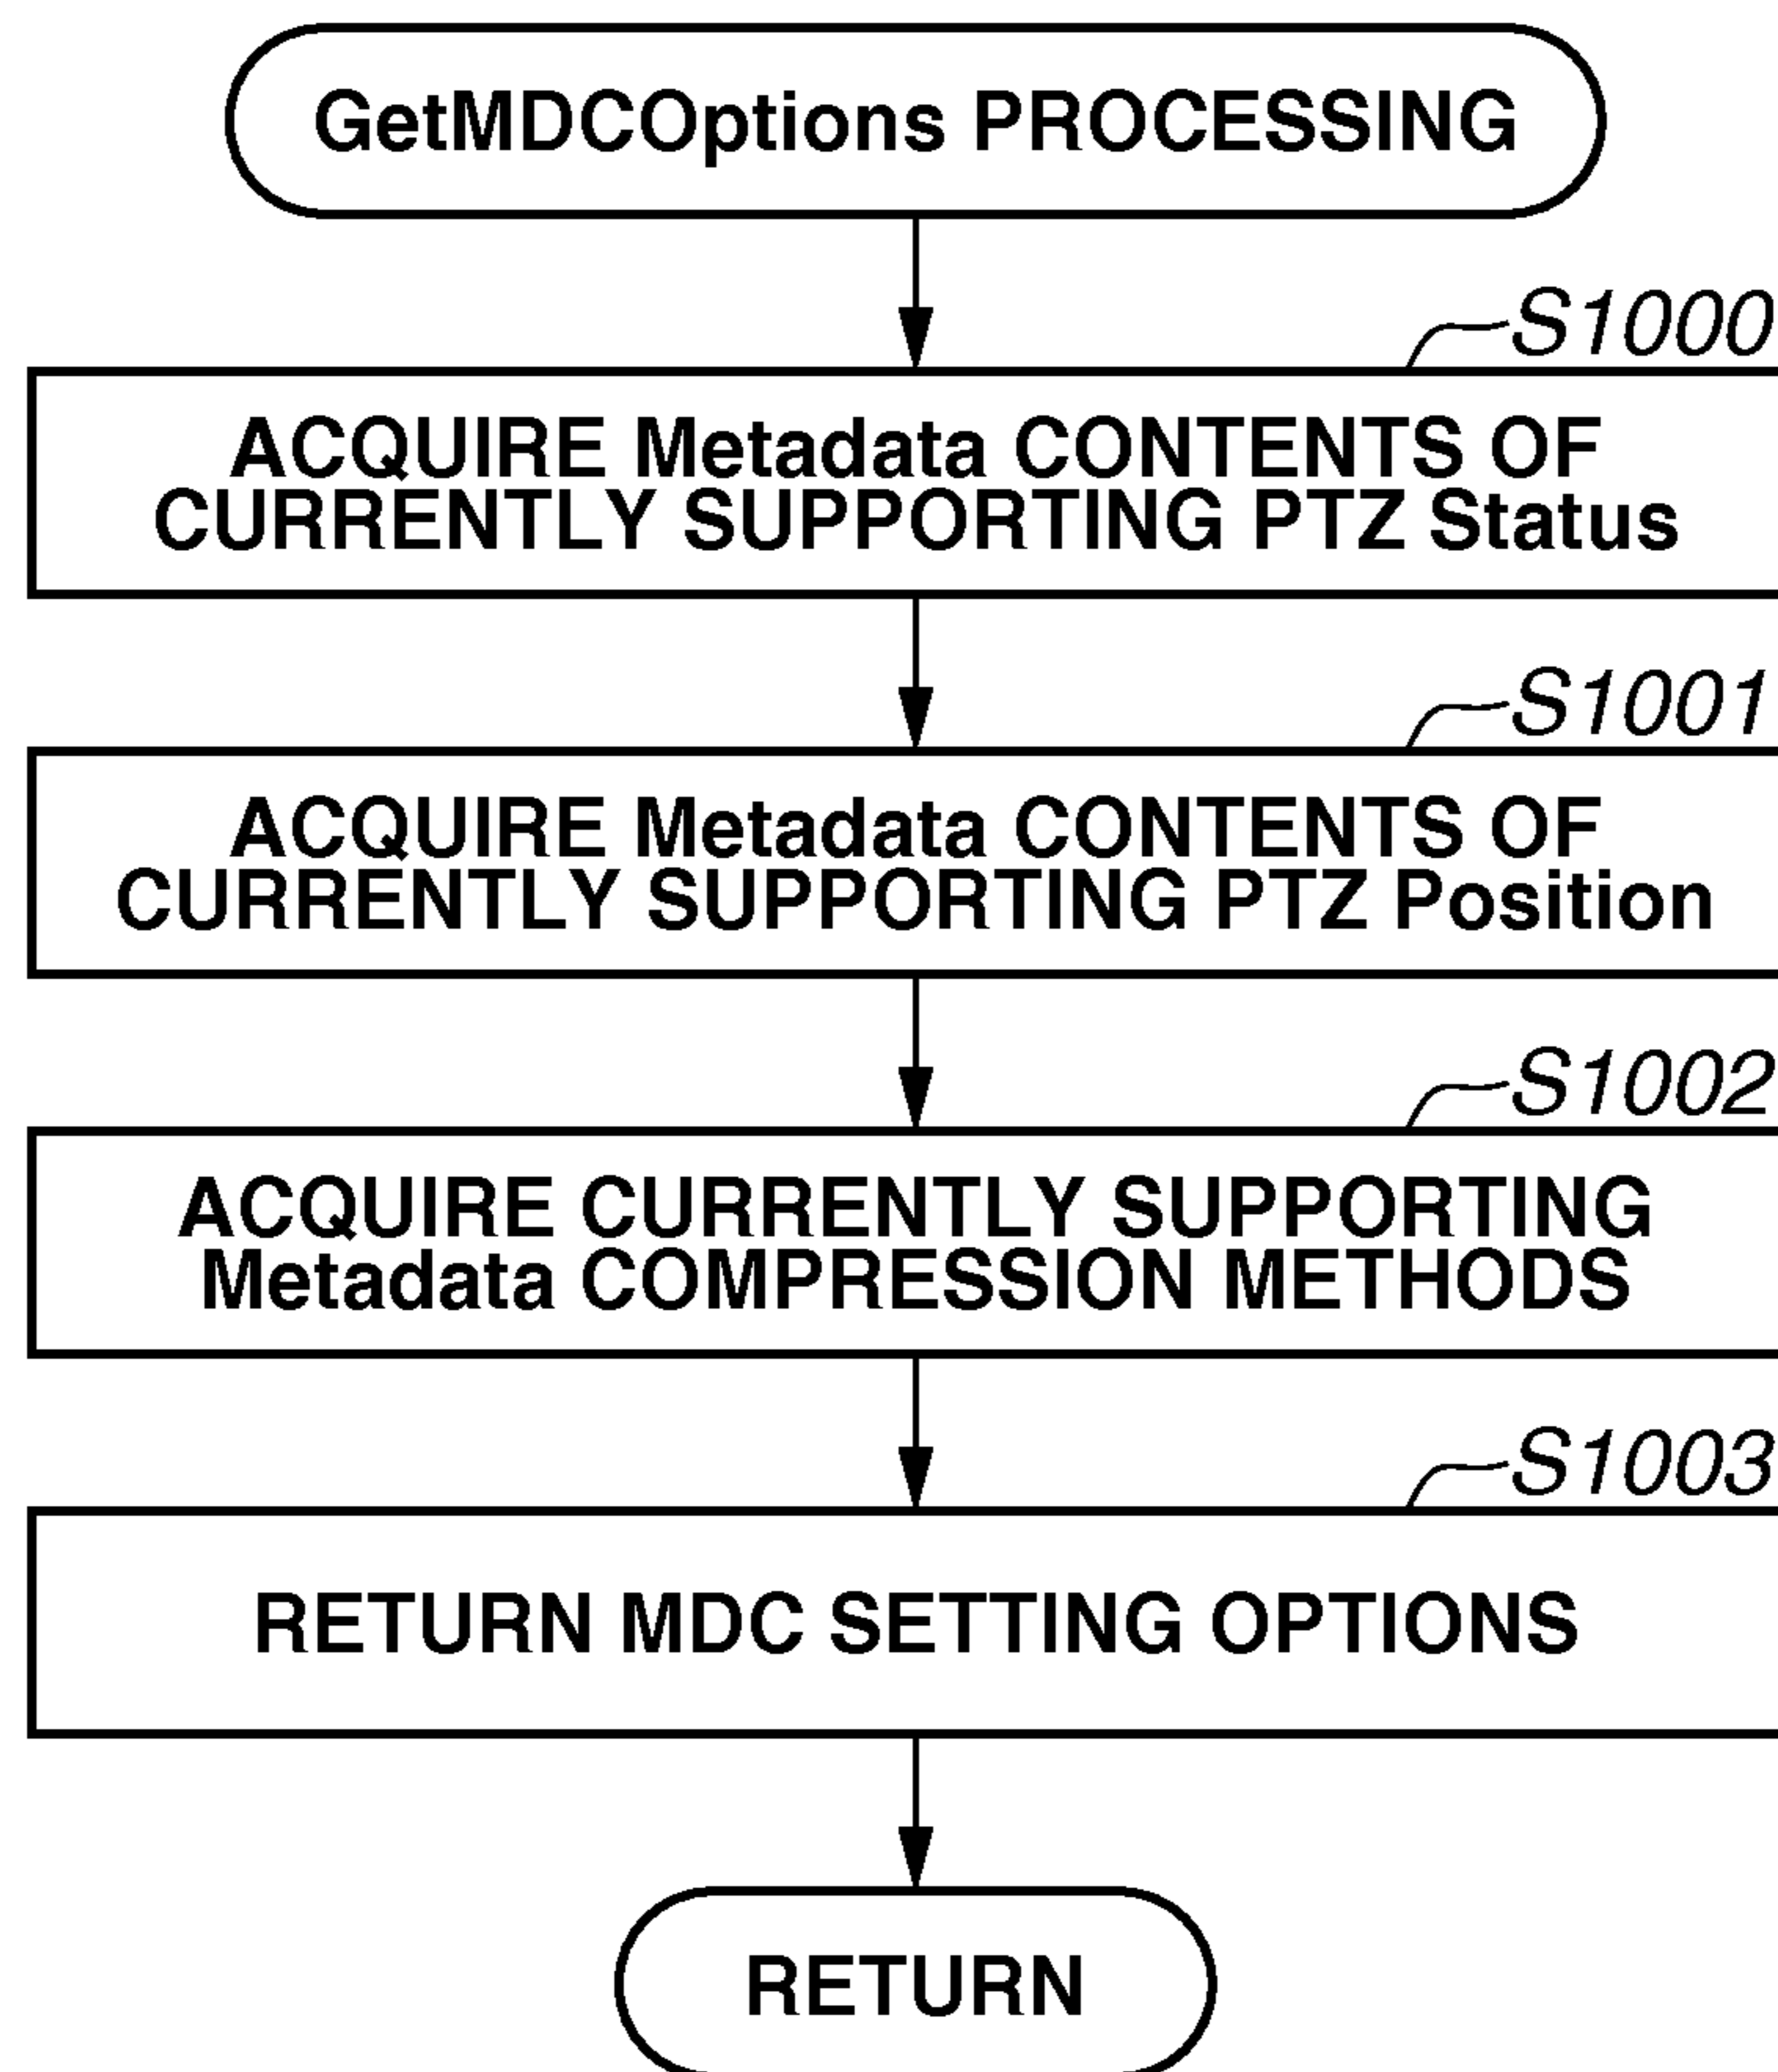 GetMDCOptions PROCESSING
S1000
ACQUIRE Metadata CONTENTS OF
CURRENTLY SUPPORTING PTZ Status
S1001
ACQUIRE Metadata CONTENTS OF
CURRENTLY SUPPORTING PTZ Position
S1002
ACQUIRE CURRENTLY SUPPORTING
Metadata COMPRESSION METHODS
S1003
RETURN MDC SETTING OPTIONS
RETURN